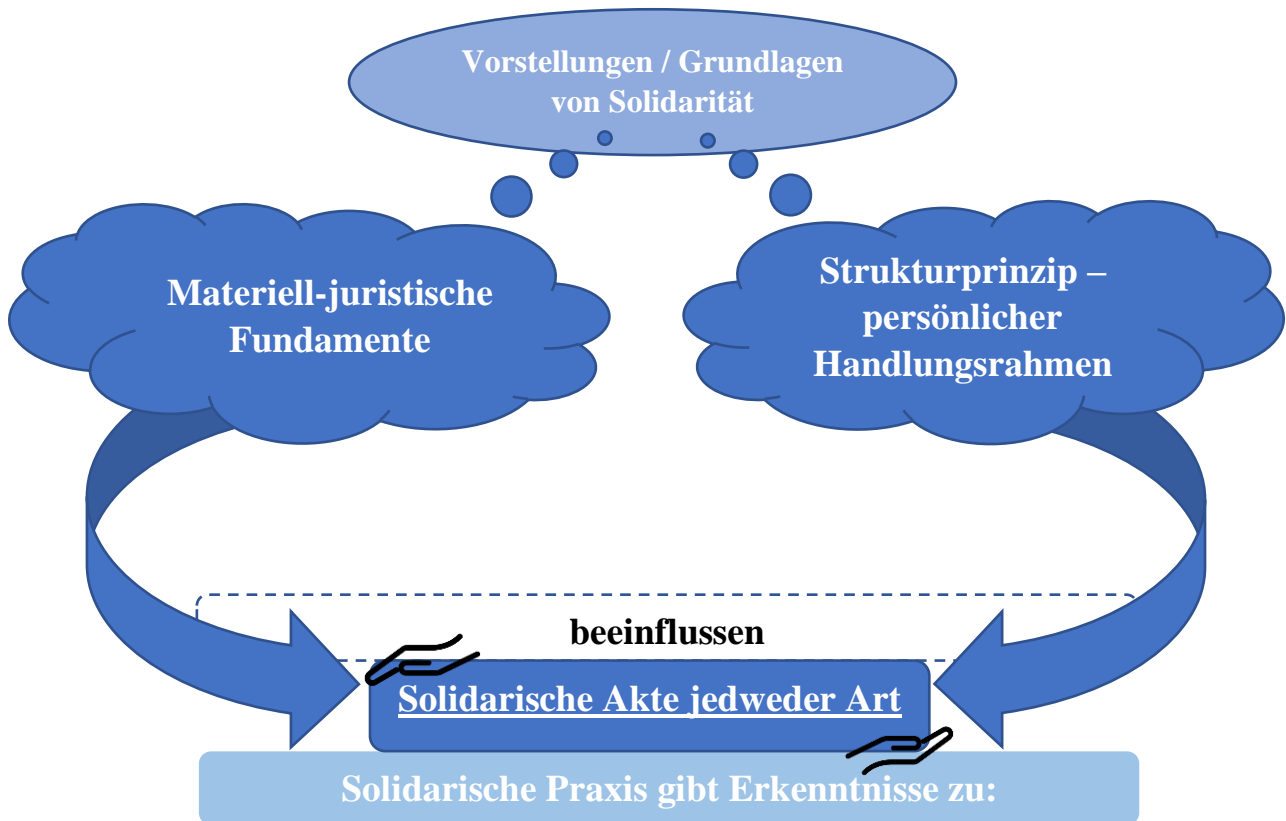 Vorstellungen / Grundlagen
von Solidarität
Materiell-juristische
Fundamente
Strukturprinzip –
persönlicher
Handlungsrahmen
beeinflussen
Solidarische Akte jedweder Art
Solidarische Praxis gibt Erkenntnisse zu: